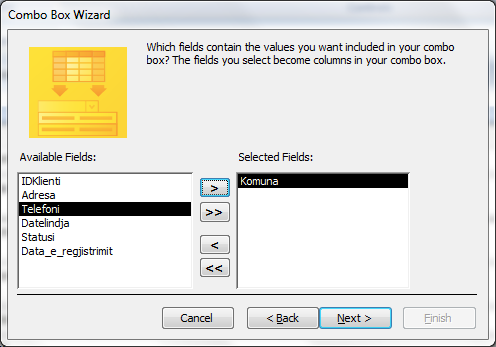 Combo Box Wizard
Which fields contain the values you want included in your combo
box? The fields you select become columns in your combo box.
Available Fields:
IDKlienti
Adresa
Telefoni
Datelindja
Statusi
Data_e_regjistrimit
>
>>
<
<<
Selected Fields:
Komuna
Cancel
< Back
Next >
Finish